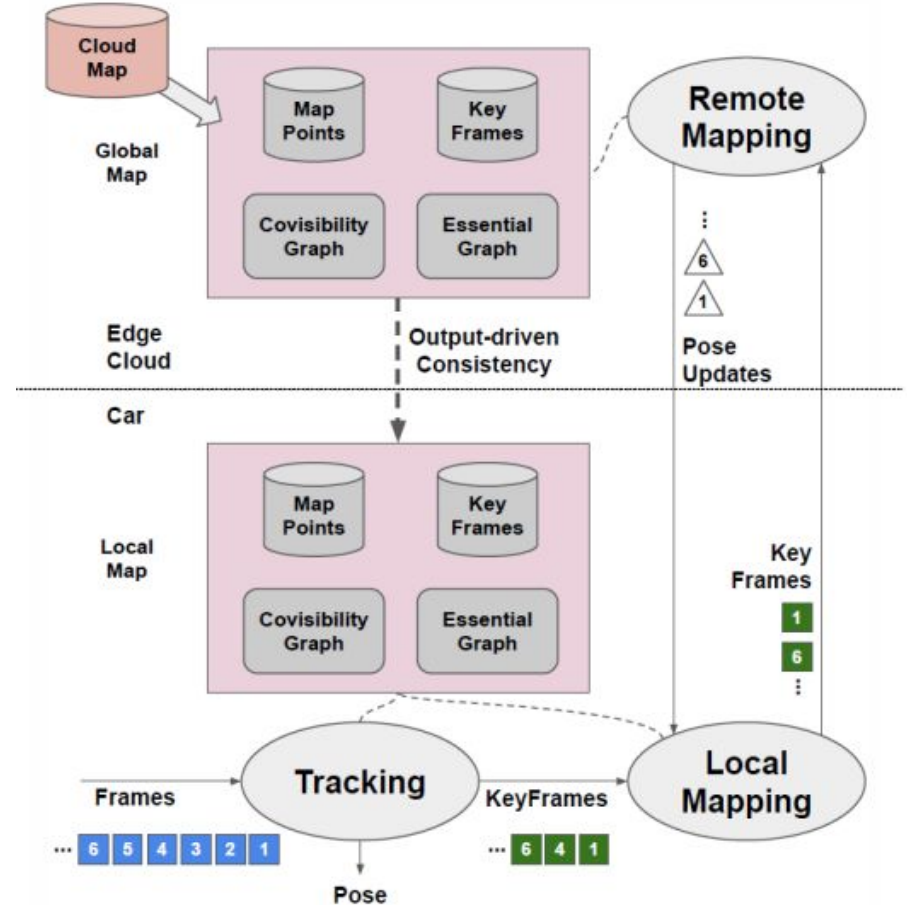 Cloud
Map
Map
Points
Key
Frames
Remote
Mapping
Global
Map
Covisibility
Graph
Essential
Graph
⋮
6
1
Edge
Cloud
Output-driven
Consistency
Pose
Updates
Car
Map
Points
Key
Frames
Local
Map
Key
Frames
1
6
⋮
Covisibility
Graph
Essential
Graph
Tracking
Local
Mapping
Frames
KeyFrames
... 6 5 4 3 2 1
... 6 4 1
Pose